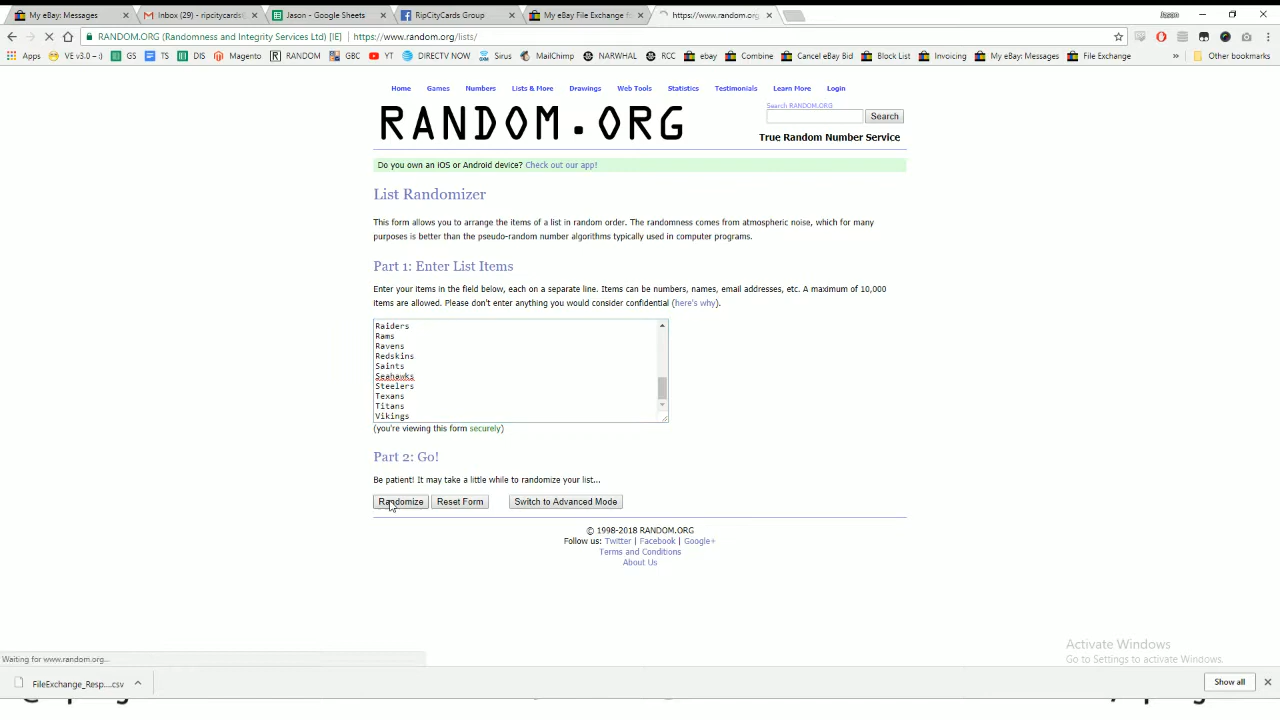 My eBay: Messages
Inbox (29) - ripcitycards
Jason - Google Sheets
RipCityCards Group
My eBay File Exchange for
https://www.random.org
Jason
RANDOM.ORG (Randomness and Integrity Services Ltd) [IE]
https://www.random.org/lists/
Apps
VE v3.0 – :)
GS
TS
DIS
Magento
RANDOM
GBC
YT
DIRECTV NOW
Sirus
MailChimp
NARWHAL
RCC
ebay
Combine
Cancel eBay Bid
Block List
Invoicing
My eBay: Messages
File Exchange
»
Other bookmarks
Home
Games
Numbers
Lists & More
Drawings
Web Tools
Statistics
Testimonials
Learn More
Login
RANDOM.ORG
Search RANDOM.ORG
Search
True Random Number Service
Do you own an iOS or Android device? Check out our app!
List Randomizer
This form allows you to arrange the items of a list in random order. The randomness comes from atmospheric noise, which for many
purposes is better than the pseudo-random number algorithms typically used in computer programs.
Part 1: Enter List Items
Enter your items in the field below, each on a separate line. Items can be numbers, names, email addresses, etc. A maximum of 10,000
items are allowed. Please don't enter anything you would consider confidential (here's why).
Raiders
Rams
Ravens
Redskins
Saints
Seahawks
Steelers
Texans
Titans
Vikings
(you're viewing this form securely)
Part 2: Go!
Be patient! It may take a little while to randomize your list...
Randomize
Reset Form
Switch to Advanced Mode
© 1998-2018 RANDOM.ORG
Follow us: Twitter | Facebook | Google+
Terms and Conditions
About Us
Activate Windows
Go to Settings to activate Windows.
Waiting for www.random.org...
FileExchange_Resp....csv
Show all